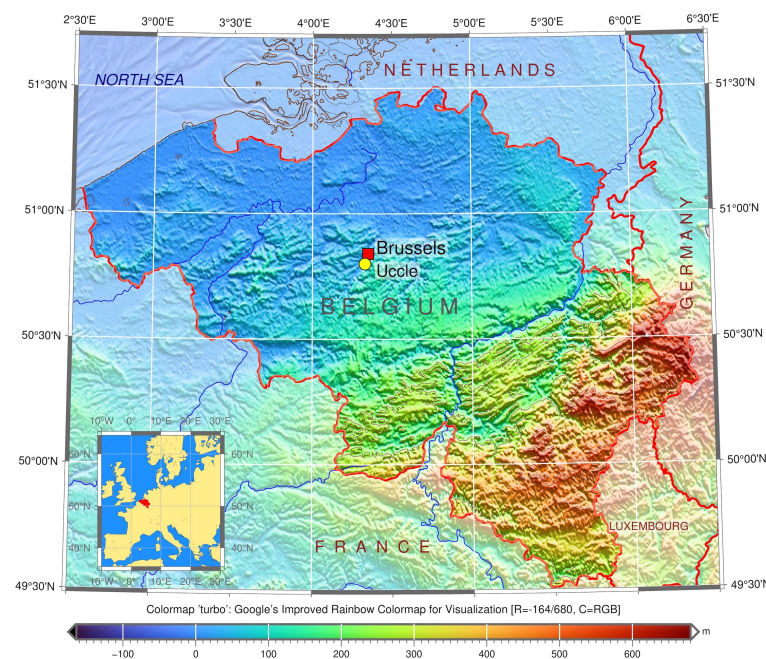 2°30'E 3°00'E 3°30'E 4°00'E 4°30'E 5°00'E 5°30'E 6°00'E 6°30'E
NORTH SEA
NETHERLANDS
51°30'N 51°30'N
51°00'N 51°00'N
GERMANY
Brussels
Uccle
BELGIUM
50°30'N 50°30'N
10°W 0° 10°E 20°E 30°E
60°N 60°N
50°00'N 50°00'N
50°N 50°N
LUXEMBOURG
FRANCE
40°N 40°N
10°W 0° 10°E 20°E 30°E
49°30'N 49°30'N
Colormap 'turbo': Google's Improved Rainbow Colormap for Visualization [R=-164/680, C=RGB]
m
−100 0 100 200 300 400 500 600